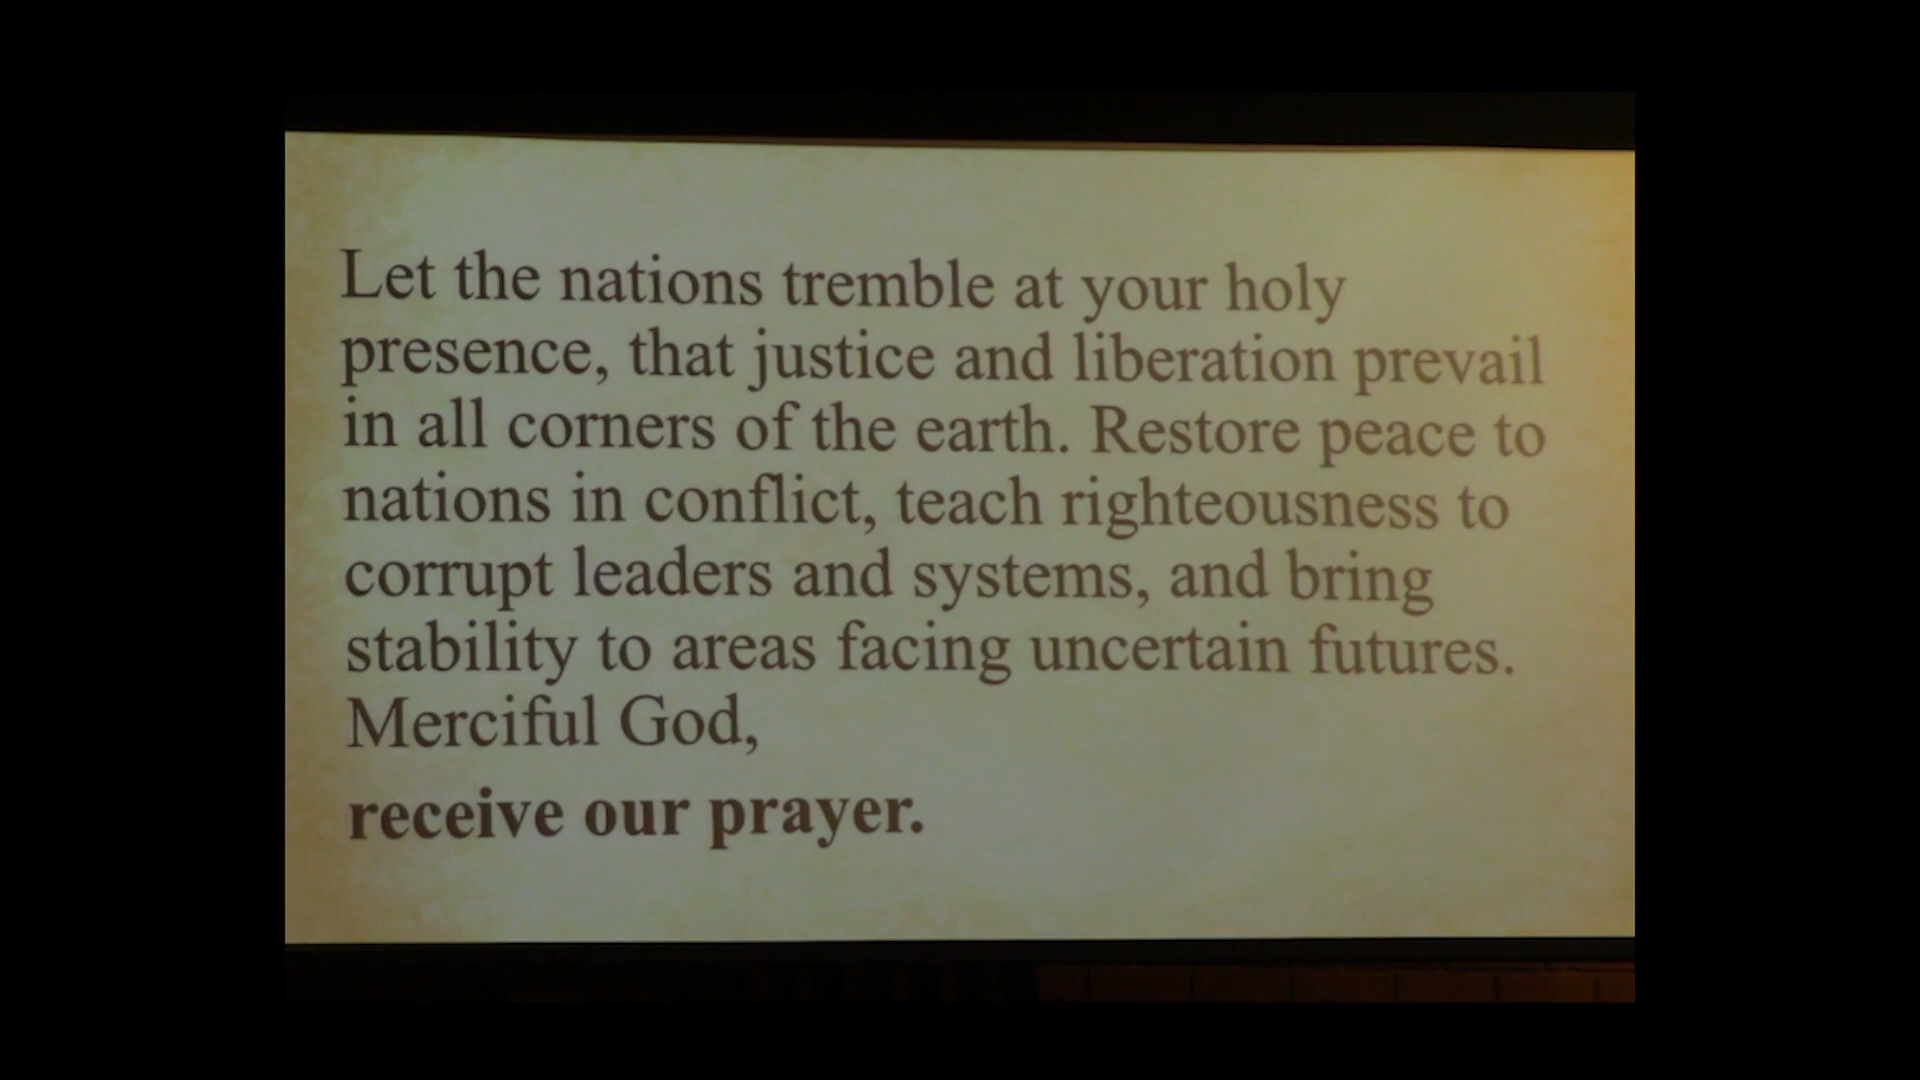 Let the nations tremble at your holy
presence, that justice and liberation prevail
in all corners of the earth. Restore peace to
nations in conflict, teach righteousness to
corrupt leaders and systems, and bring
stability to areas facing uncertain futures.
Merciful God,
receive our prayer.